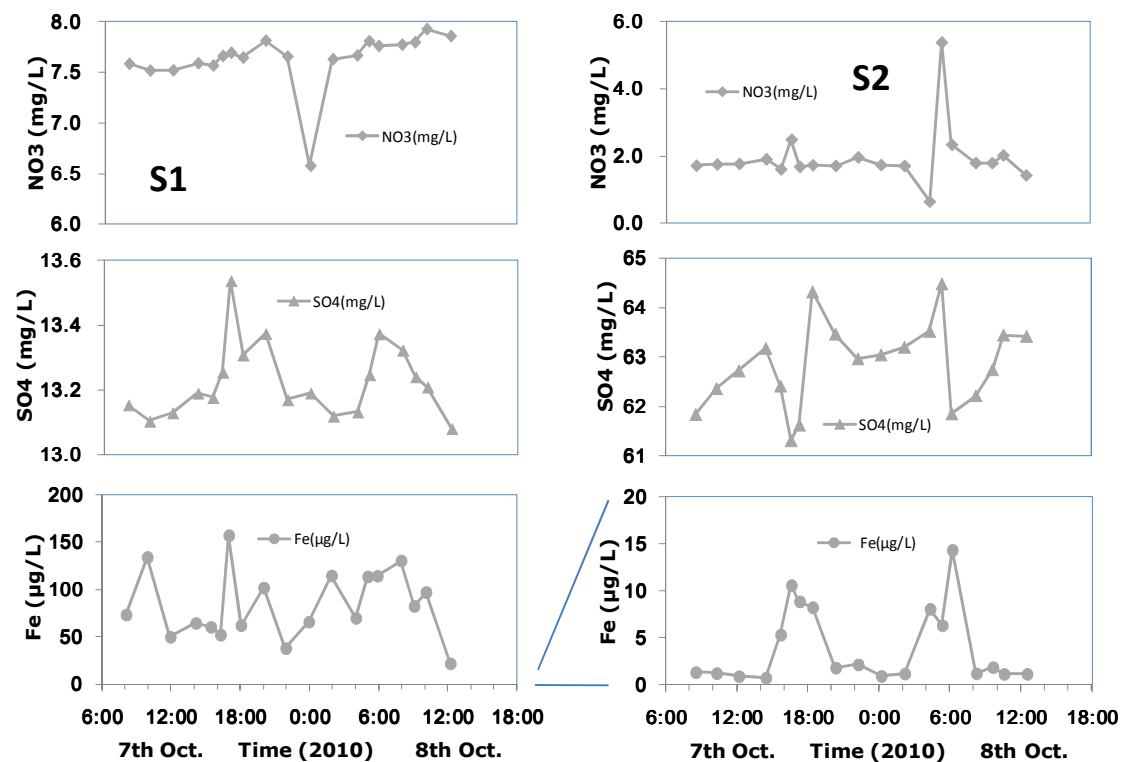 NO3 (mg/L)
8.0
7.5
7.0
6.5
6.0
NO3(mg/L)
S1
NO3 (mg/L)
6.0
4.0
2.0
0.0
NO3(mg/L)
S2
SO4 (mg/L)
13.6
13.4
13.2
13.0
SO4(mg/L)
SO4 (mg/L)
65
64
63
62
61
SO4(mg/L)
Fe (µg/L)
200
150
100
50
0
Fe(µg/L)
6:00 12:00 18:00 0:00 6:00 12:00 18:00
7th Oct. Time (2010) 8th Oct.
Fe (µg/L)
20
15
10
5
0
Fe(µg/L)
6:00 12:00 18:00 0:00 6:00 12:00 18:00
7th Oct. Time (2010) 8th Oct.